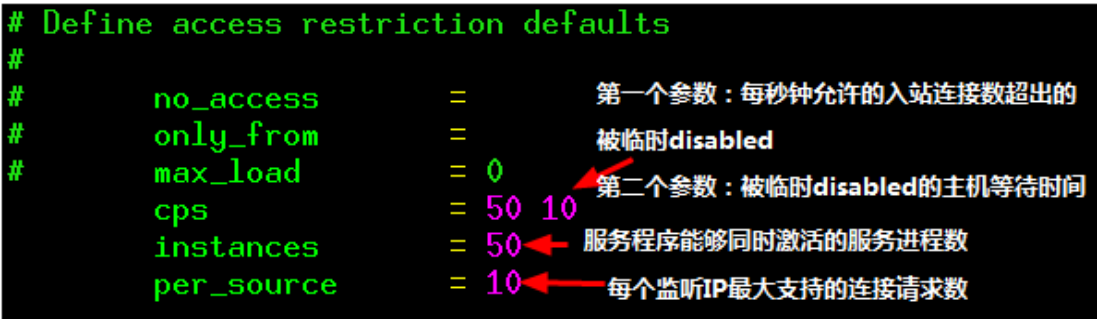 # Define access restriction defaults
#
# no_access =
第一个参数：每秒钟允许的入站连接数超出的
# only_from =
被临时disabled
# max_load = 0
第二个参数：被临时disabled的主机等待时间
cps = 50 10
instances = 50
服务程序能够同时激活的服务进程数
per_source = 10
每个监听IP最大支持的连接请求数